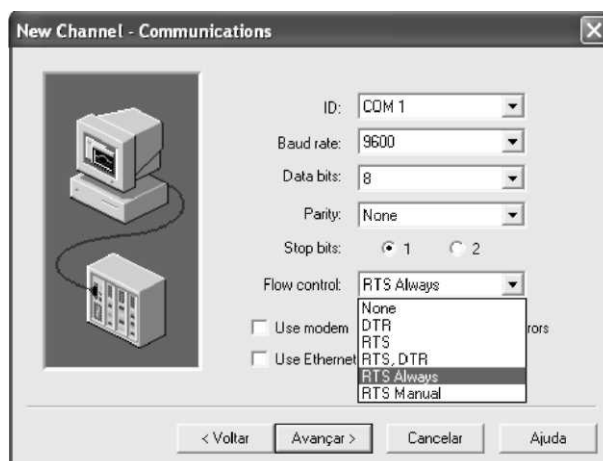 New Channel - Communications
ID: COM 1
Baud rate: 9600
Data bits: 8
Parity: None
Stop bits: 1 2
Flow control: RTS Always
None
DTR
RTS
RTS, DTR
RTS Always
RTS Manual
Use modem rors
Use Ethernet
< Voltar Avançar > Cancelar Ajuda